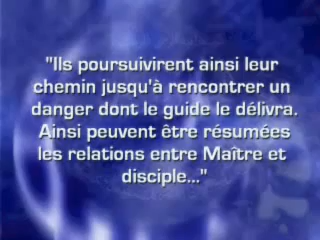 "Ils poursuivirent ainsi leur
chemin jusqu'à rencontrer un
danger dont le guide le délivra.
Ainsi peuvent être résumées
les relations entre Maître et
disciple..."